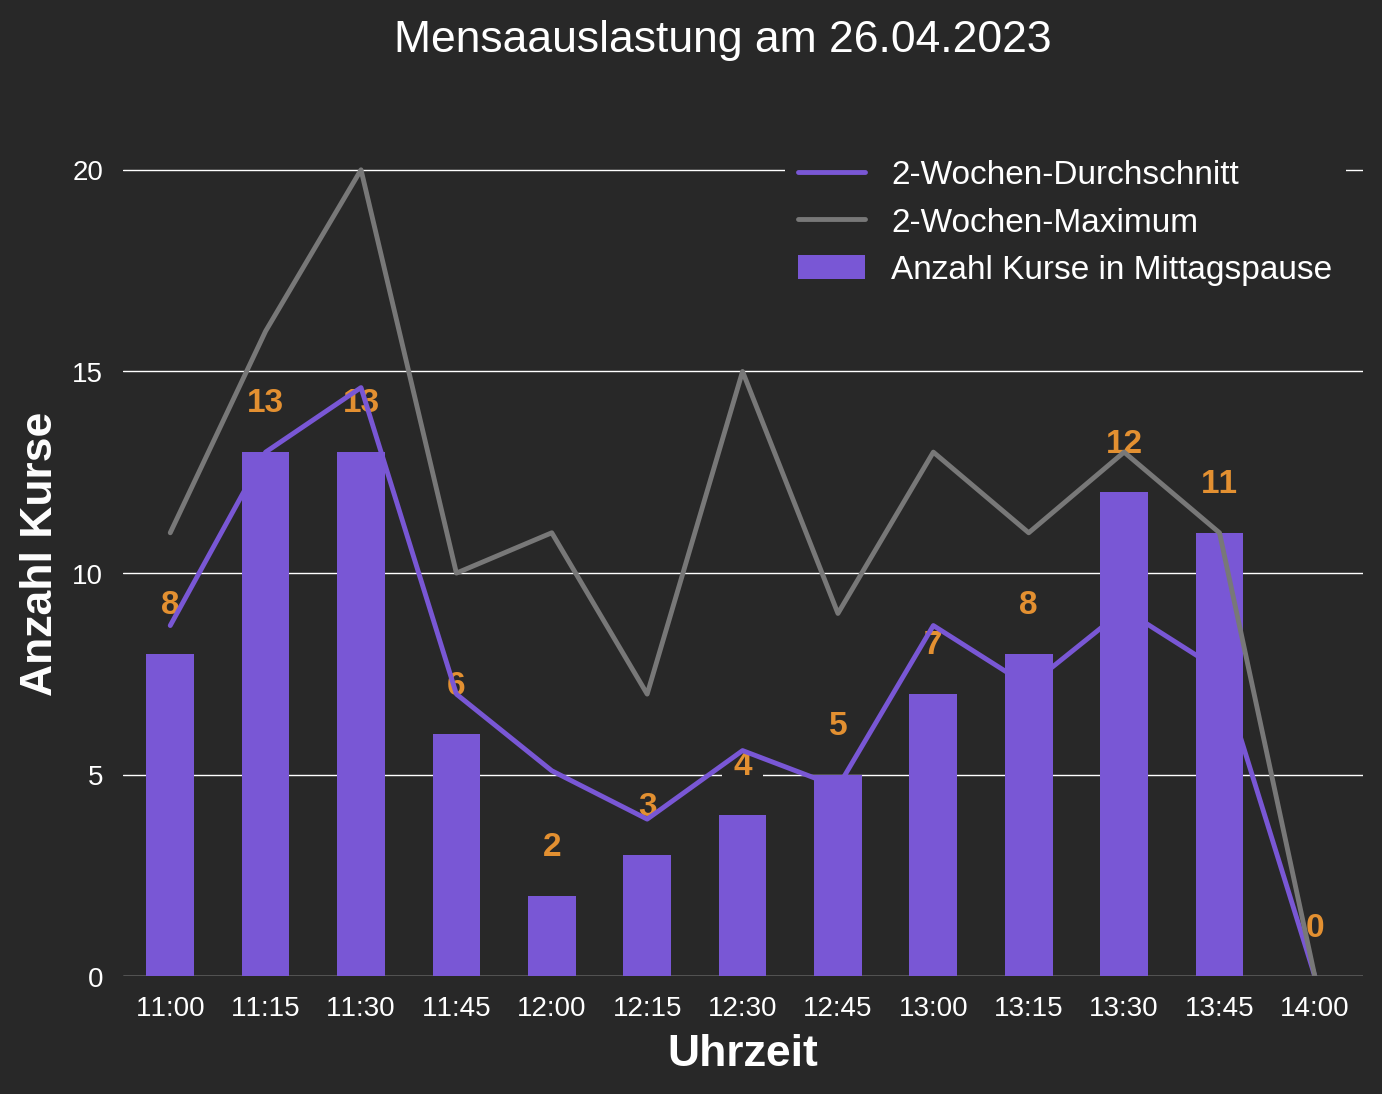 Mensaauslastung am 26.04.2023
2-Wochen-Durchschnitt
2-Wochen-Maximum
Anzahl Kurse in Mittagspause
Anzahl Kurse
20
15
10
5
0
8
13
13
6
2
3
4
5
7
8
12
11
0
11:00 11:15 11:30 11:45 12:00 12:15 12:30 12:45 13:00 13:15 13:30 13:45 14:00
Uhrzeit